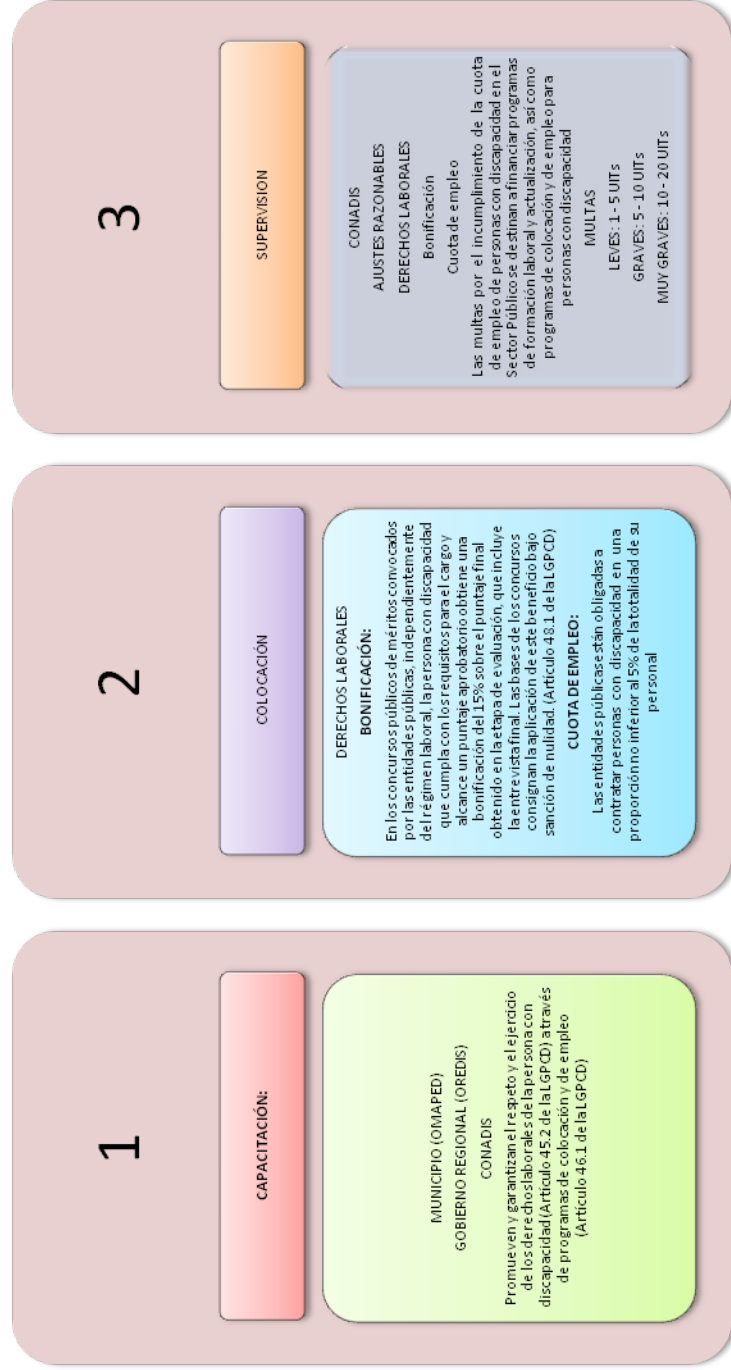 1
CAPACITACIÓN:
MUNICIPIO (OMAPED)
GOBIERNO REGIONAL (OREDIS)
CONADIS
Promueven y garantizan el respeto y el ejercicio
de los derechos laborales de la persona con
discapacidad (Artículo 45.2 de la LGPCD) a través
de programas de colocación y de empleo
(Artículo 46.1 de la LGPCD)
2
COLOCACIÓN
DERECHOS LABORALES
BONIFICACIÓN:
En los concursos públicos de méritos convocados
por las entidades públicas, independientemente
del régimen laboral, la persona con discapacidad
que cumpla con los requisitos para el cargo y
alcance un puntaje aprobatorio obtiene una
bonificación del 15% sobre el puntaje final
obtenido en la etapa de evaluación, que incluye
la entrevista final. Las bases de los concursos
consignan la aplicación de este beneficio bajo
sanción de nulidad. (Artículo 48.1 de la LGPCD)
CUOTA DE EMPLEO:
Las entidades públicas están obligadas a
contratar personas con discapacidad en una
proporción no inferior al 5% de la totalidad de su
personal
3
SUPERVISION
CONADIS
AJUSTES RAZONABLES
DERECHOS LABORALES
Bonificación
Cuota de empleo
Las multas por el incumplimiento de la cuota
de empleo de personas con discapacidad en el
Sector Público se destinan a financiar programas
de formación laboral y actualización, así como
programas de colocación y de empleo para
personas con discapacidad
MULTAS
LEVES: 1 - 5 UITs
GRAVES: 5 - 10 UITs
MUY GRAVES: 10 - 20 UITs